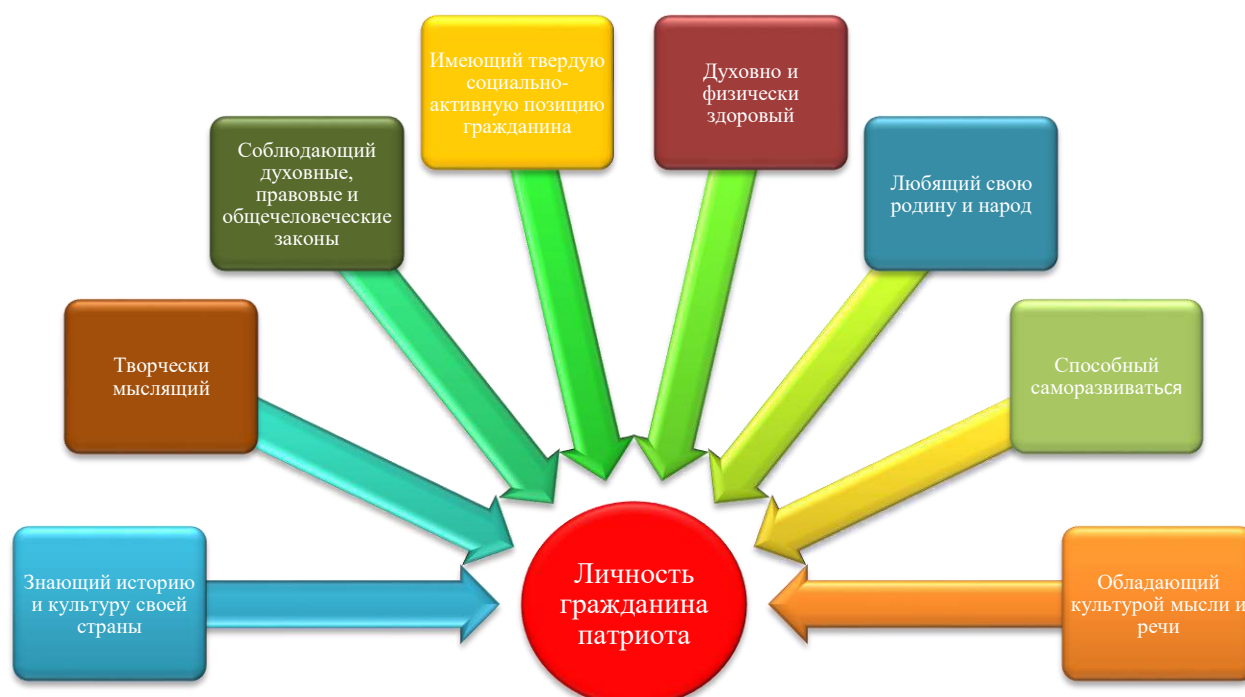 Имеющий твердую
социально-
активную позицию
гражданина
Духовно и
физически
здоровый
Соблюдающий
духовные,
правовые и
общечеловеческие
законы
Любящий свою
родину и народ
Творчески
мыслящий
Способный
саморазвиваться
Знающий историю
и культуру своей
страны
Личность
гражданина
патриота
Обладающий
культурой мысли и
речи